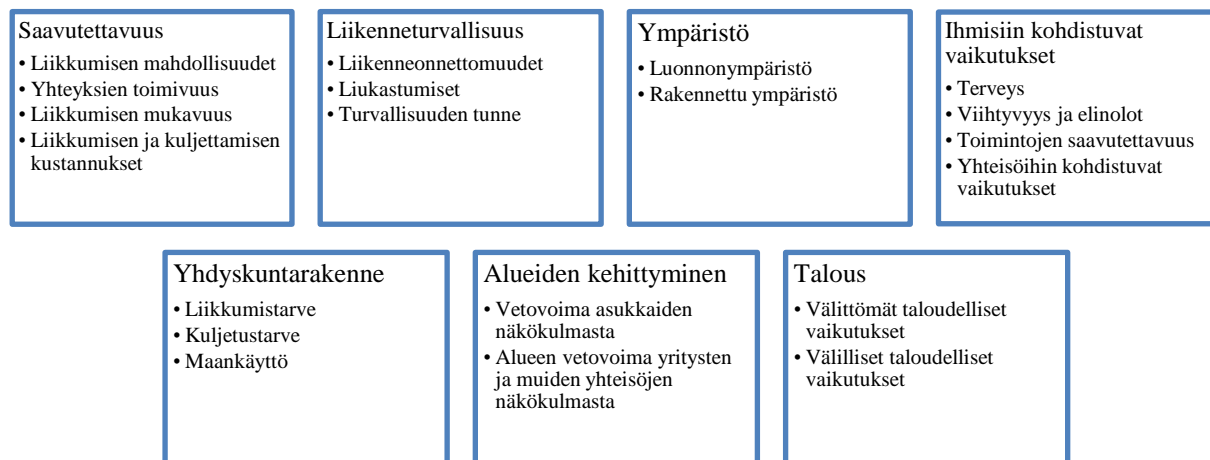 Saavutettavuus
• Liikkumisen mahdollisuudet
• Yhteyksien toimivuus
• Liikkumisen mukavuus
• Liikkumisen ja kuljettamisen
kustannukset
Liikenneturvallisuus
• Liikenneonnettomuudet
• Liukastumiset
• Turvallisuuden tunne
Ympäristö
• Luonnonympäristö
• Rakennettu ympäristö
Ihmisiin kohdistuvat
vaikutukset
• Terveys
• Viihtyvyys ja elinolot
• Toimintojen saavutettavuus
• Yhteisöihin kohdistuvat
vaikutukset
Yhdyskuntarakenne
• Liikkumistarve
• Kuljetustarve
• Maankäyttö
Alueiden kehittyminen
• Vetovoima asukkaiden
näkökulmasta
• Alueen vetovoima yritysten
ja muiden yhteisöjen
näkökulmasta
Talous
• Välittömät taloudelliset
vaikutukset
• Välilliset taloudelliset
vaikutukset